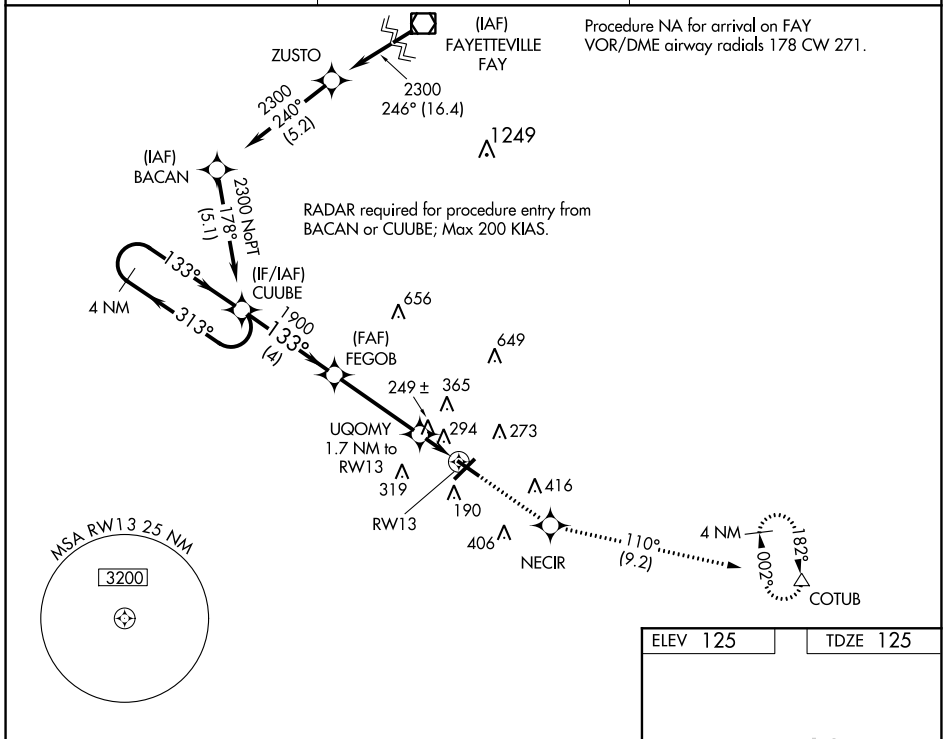 (IAF)
FAYETTEVILLE
FAY
Procedure NA for arrival on FAY
VOR/DME airway radials 178 CW 271.
ZUSTO
2300
246° (16.4)
2300
240°
(5.2)
1249
(IAF)
BACAN
2300 NoPT
178°
(5.1)
RADAR required for procedure entry from
BACAN or CUUBE; Max 200 KIAS.
133°
4 NM
313°
(IF/IAF)
CUUBE
1900
133°
(4)
656
(FAF)
FEGOB
649
249 ±
365
UQOMY
1.7 NM to
RW13
294
273
319
190
416
RW13
406
NECIR
110°
(9.2)
4 NM
002°
182°
COTUB
MSA RW13 25 NM
3200
ELEV 125
TDZE 125